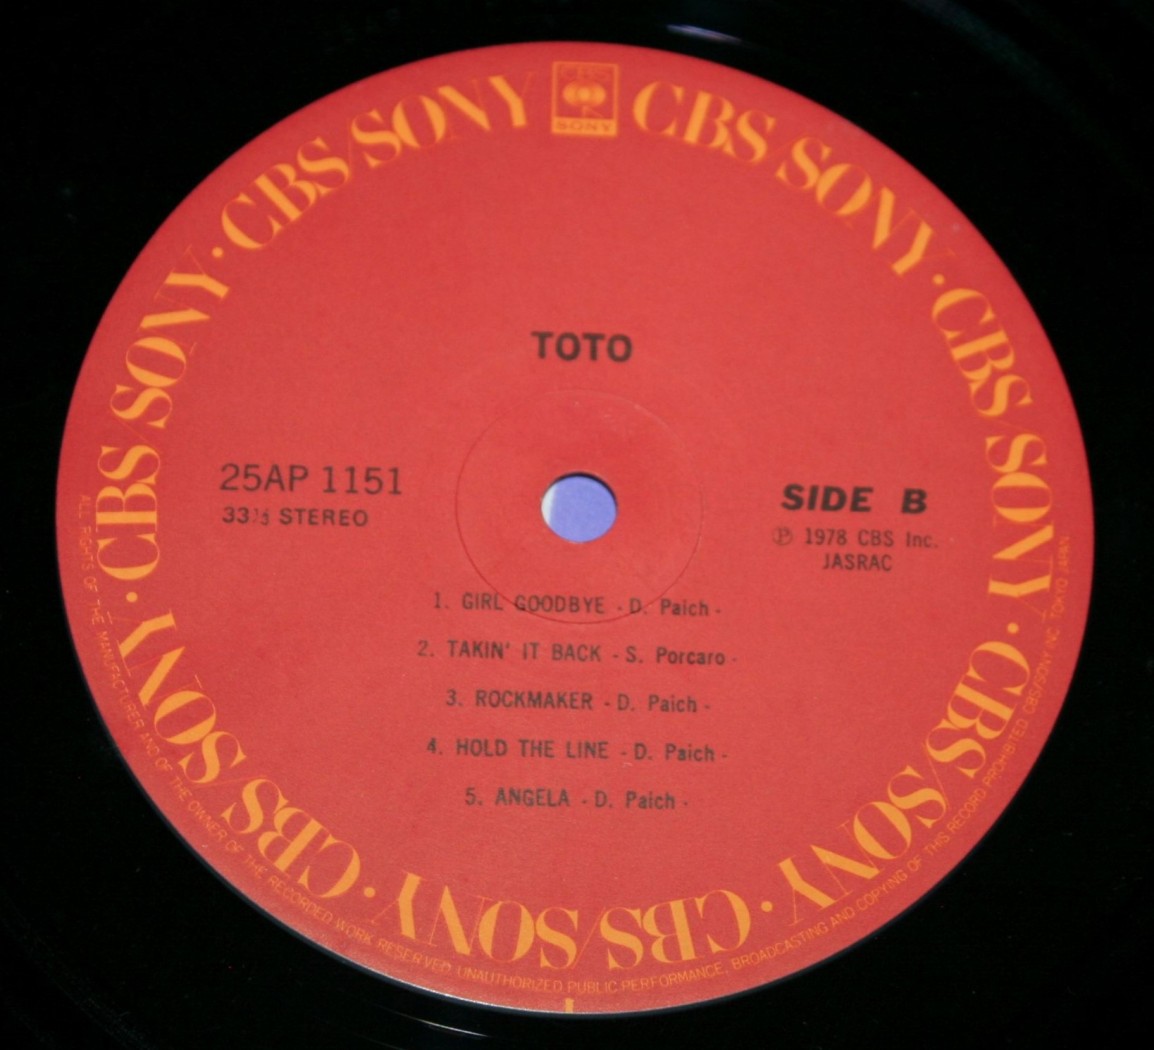 CBS
SONY
CBS/SONY · CBS/SONY · CBS/SONY · CBS/SONY · CBS/SONY · CBS/SONY · CBS/SONY
TOTO
25AP 1151
33⅓ STEREO
SIDE B
Ⓟ 1978 CBS Inc.
JASRAC
1. GIRL GOODBYE - D. Paich -
2. TAKIN' IT BACK - S. Porcaro -
3. ROCKMAKER - D. Paich -
4. HOLD THE LINE - D. Paich -
5. ANGELA - D. Paich -
ALL RIGHTS OF THE MANUFACTURER AND OF THE OWNER OF THE RECORDED WORK RESERVED. UNAUTHORIZED PUBLIC PERFORMANCE, BROADCASTING AND COPYING OF THIS RECORD PROHIBITED CBS/SONY INC. TOKYO JAPAN